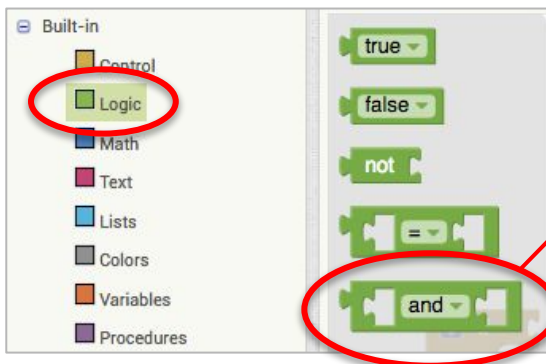 Built-in
Control
Logic
Math
Text
Lists
Colors
Variables
Procedures
true
false
not
=
and